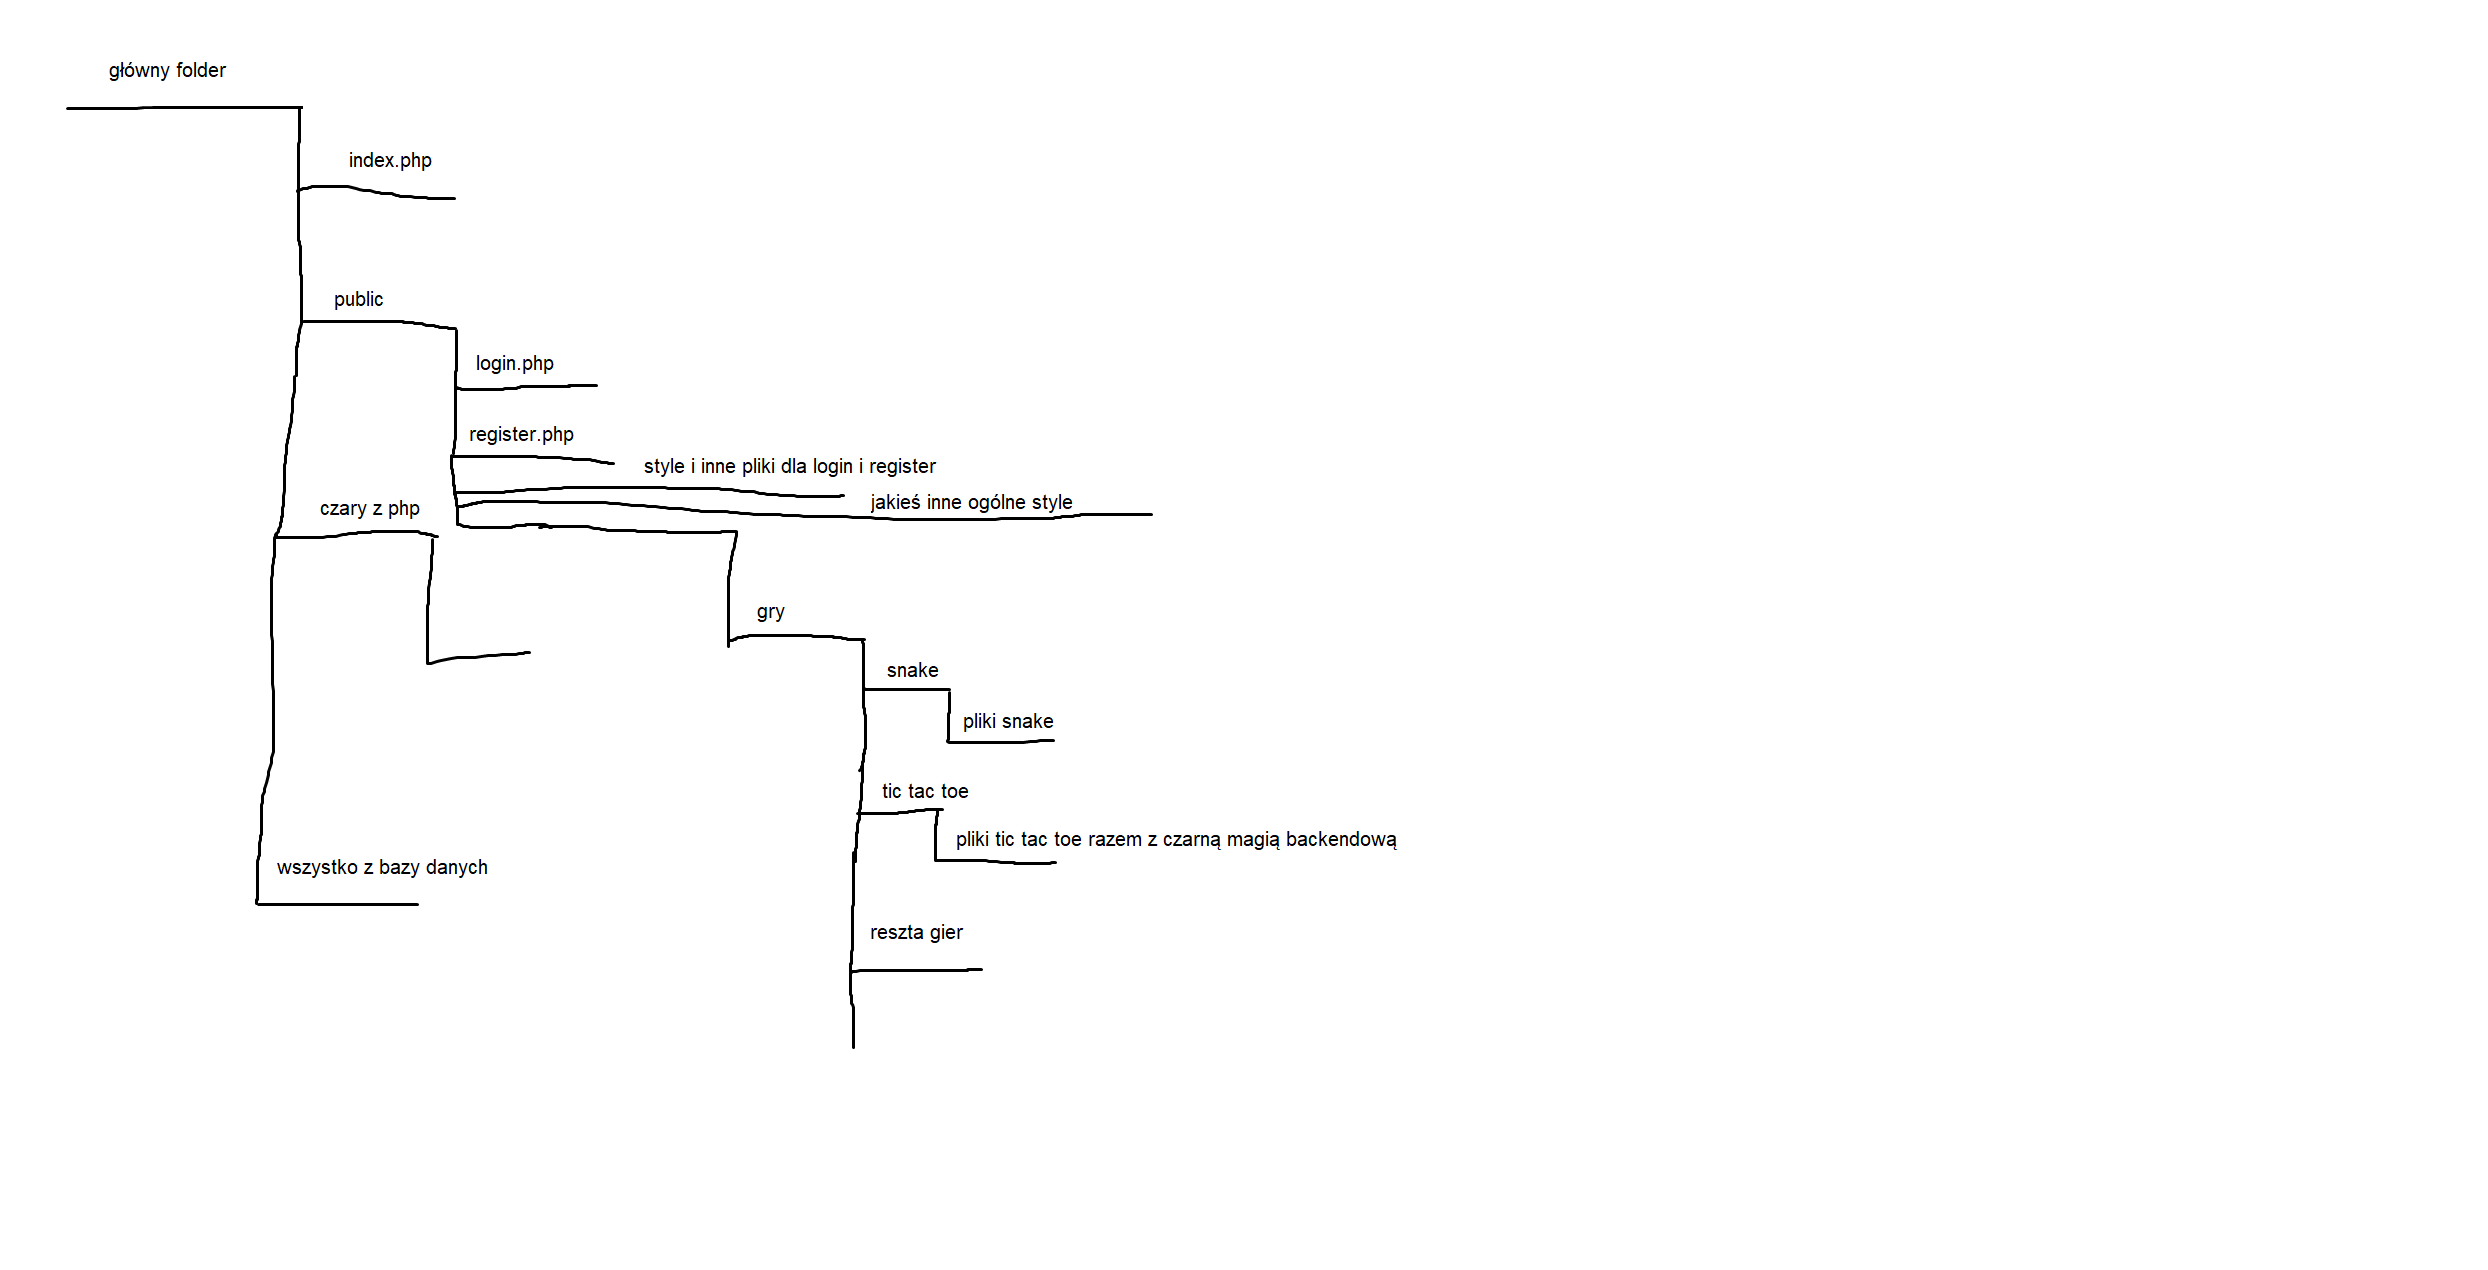 główny folder
index.php
public
login.php
register.php
style i inne pliki dla login i register
jakieś inne ogólne style
czary z php
gry
snake
pliki snake
tic tac toe
pliki tic tac toe razem z czarną magią backendową
wszystko z bazy danych
reszta gier